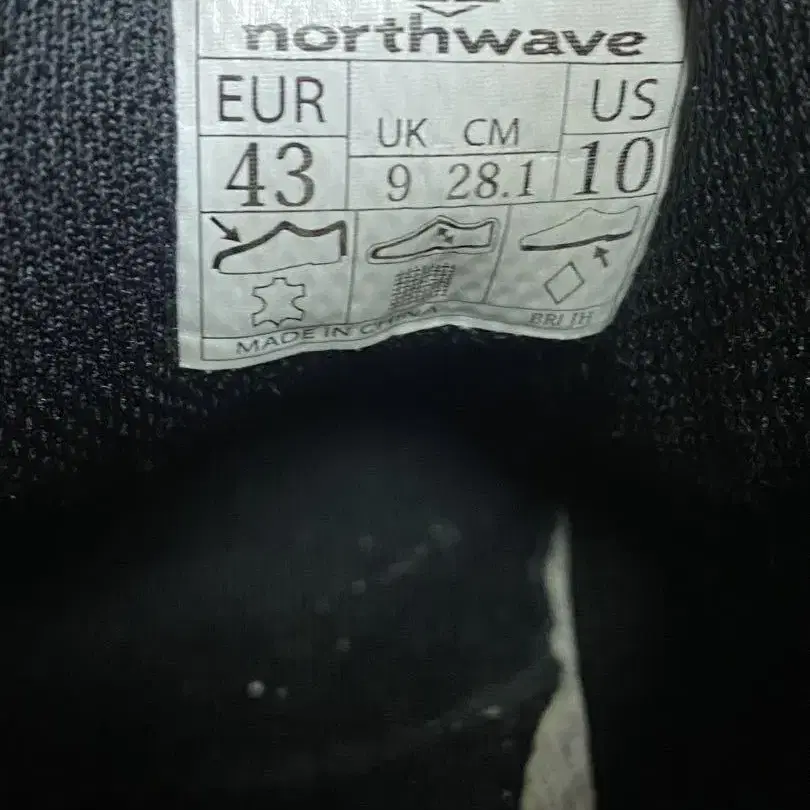 northwave
EUR UK CM US
43 9 28.1 10
MADE IN CHINA